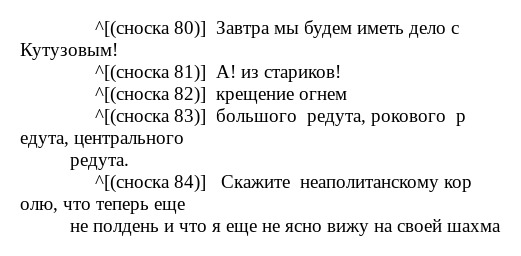 ^[(сноска 80)] Завтра мы будем иметь дело с
Кутузовым!
^[(сноска 81)] А! из стариков!
^[(сноска 82)] крещение огнем
^[(сноска 83)] большого редута, рокового р
едута, центрального
редута.
^[(сноска 84)] Скажите неаполитанскому кор
олю, что теперь еще
не полдень и что я еще не ясно вижу на своей шахма